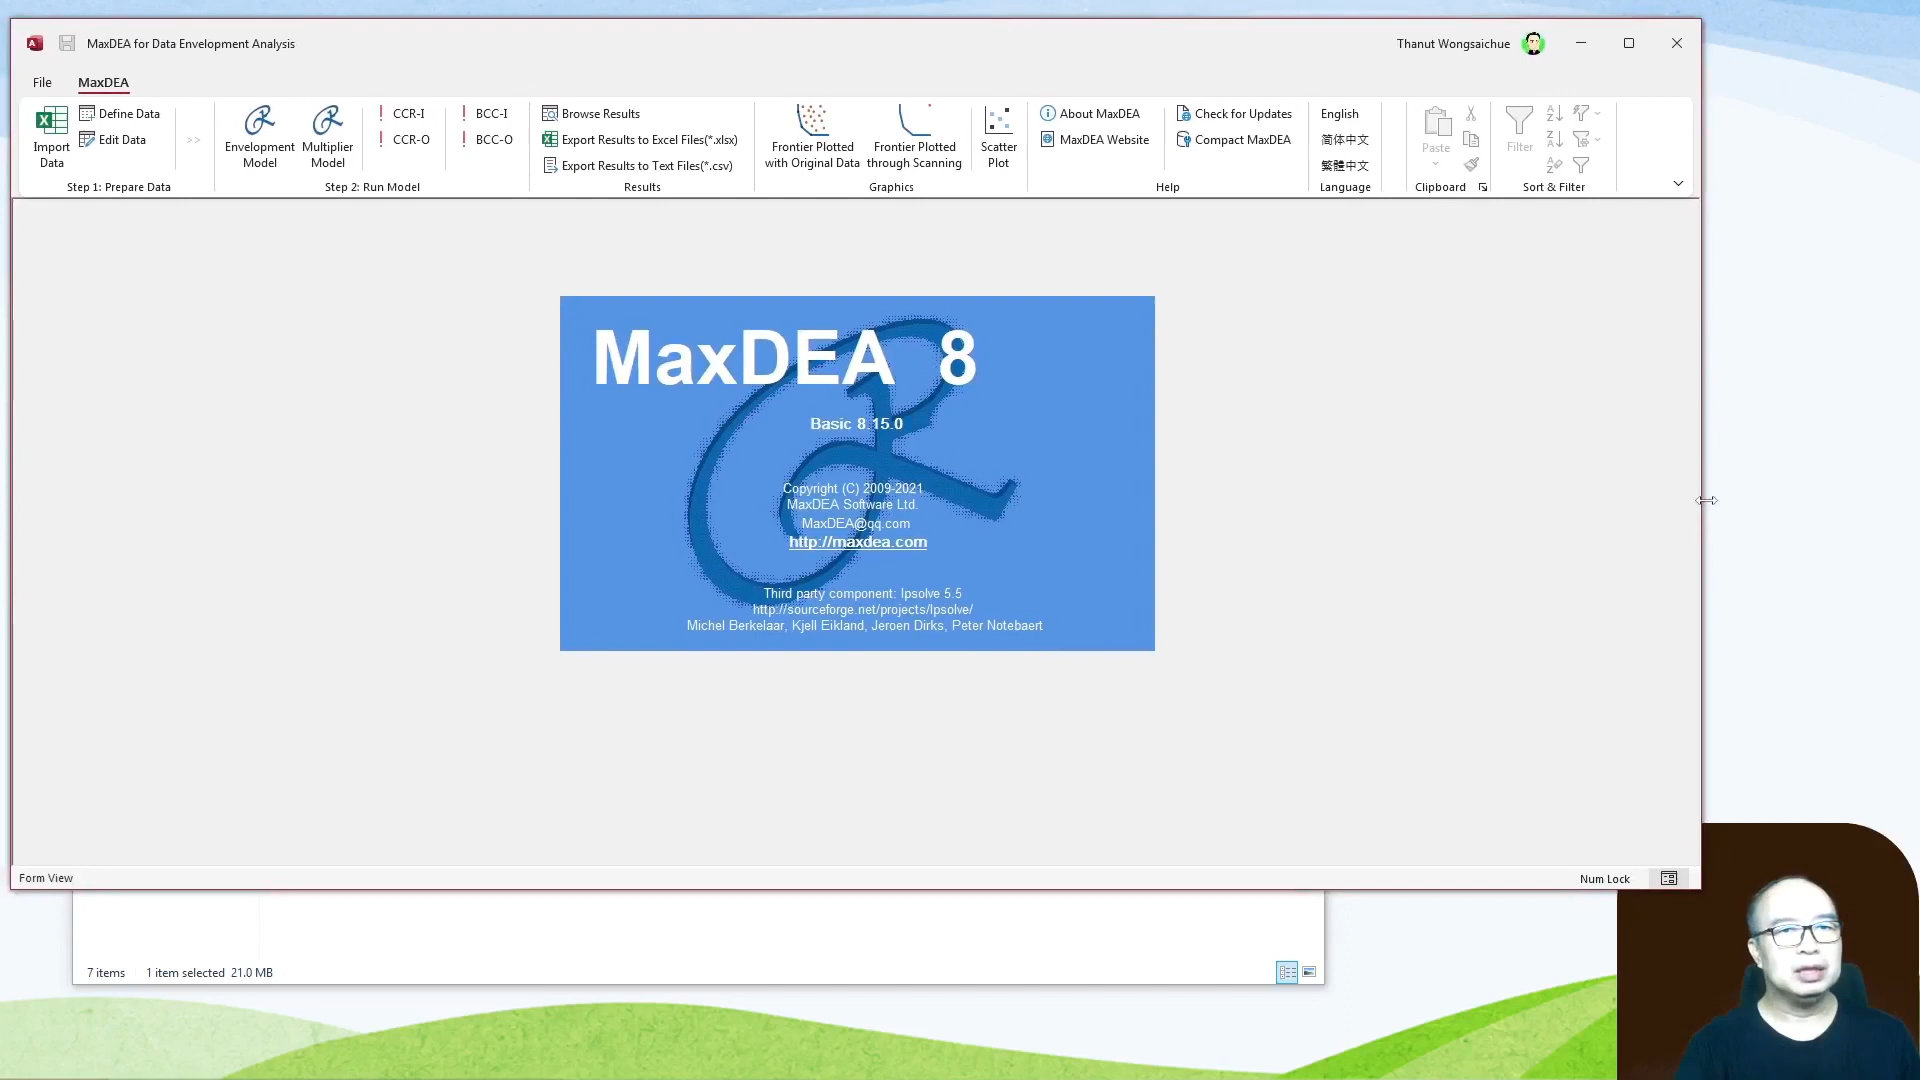 MaxDEA for Data Envelopment Analysis
Thanut Wongsaichue
File
MaxDEA
Import Data
Define Data
Edit Data
>>
Step 1: Prepare Data
Envelopment Model
Multiplier Model
! CCR-I
! CCR-O
! BCC-I
! BCC-O
Step 2: Run Model
Browse Results
Export Results to Excel Files(*.xlsx)
Export Results to Text Files(*.csv)
Results
Frontier Plotted with Original Data
Frontier Plotted through Scanning
Scatter Plot
Graphics
About MaxDEA
MaxDEA Website
Check for Updates
Compact MaxDEA
Help
English
简体中文
繁體中文
Language
Paste
Clipboard
Filter
Sort & Filter
MaxDEA 8
Basic 8.15.0
Copyright (C) 2009-2021
MaxDEA Software Ltd.
MaxDEA@qq.com
http://maxdea.com
Third party component: lpsolve 5.5
http://sourceforge.net/projects/lpsolve/
Michel Berkelaar, Kjell Eikland, Jeroen Dirks, Peter Notebaert
Form View
Num Lock
7 items
1 item selected 21.0 MB